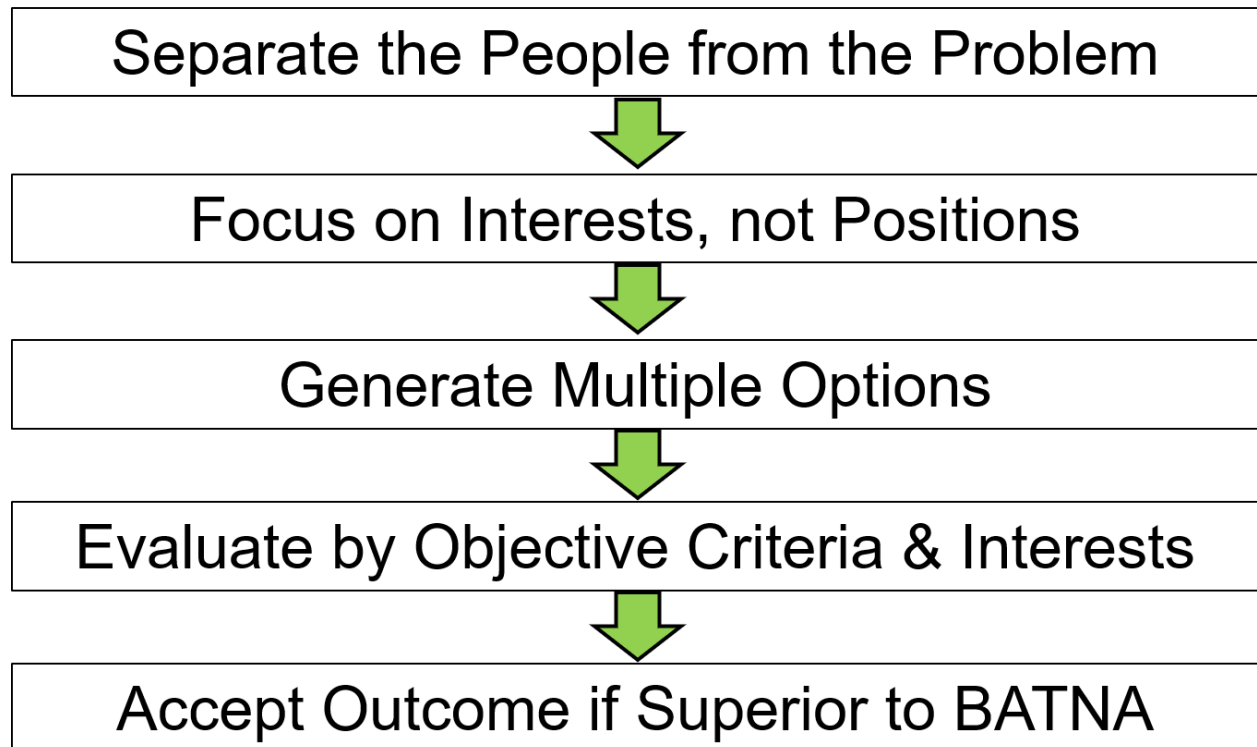 Separate the People from the Problem
Focus on Interests, not Positions
Generate Multiple Options
Evaluate by Objective Criteria & Interests
Accept Outcome if Superior to BATNA